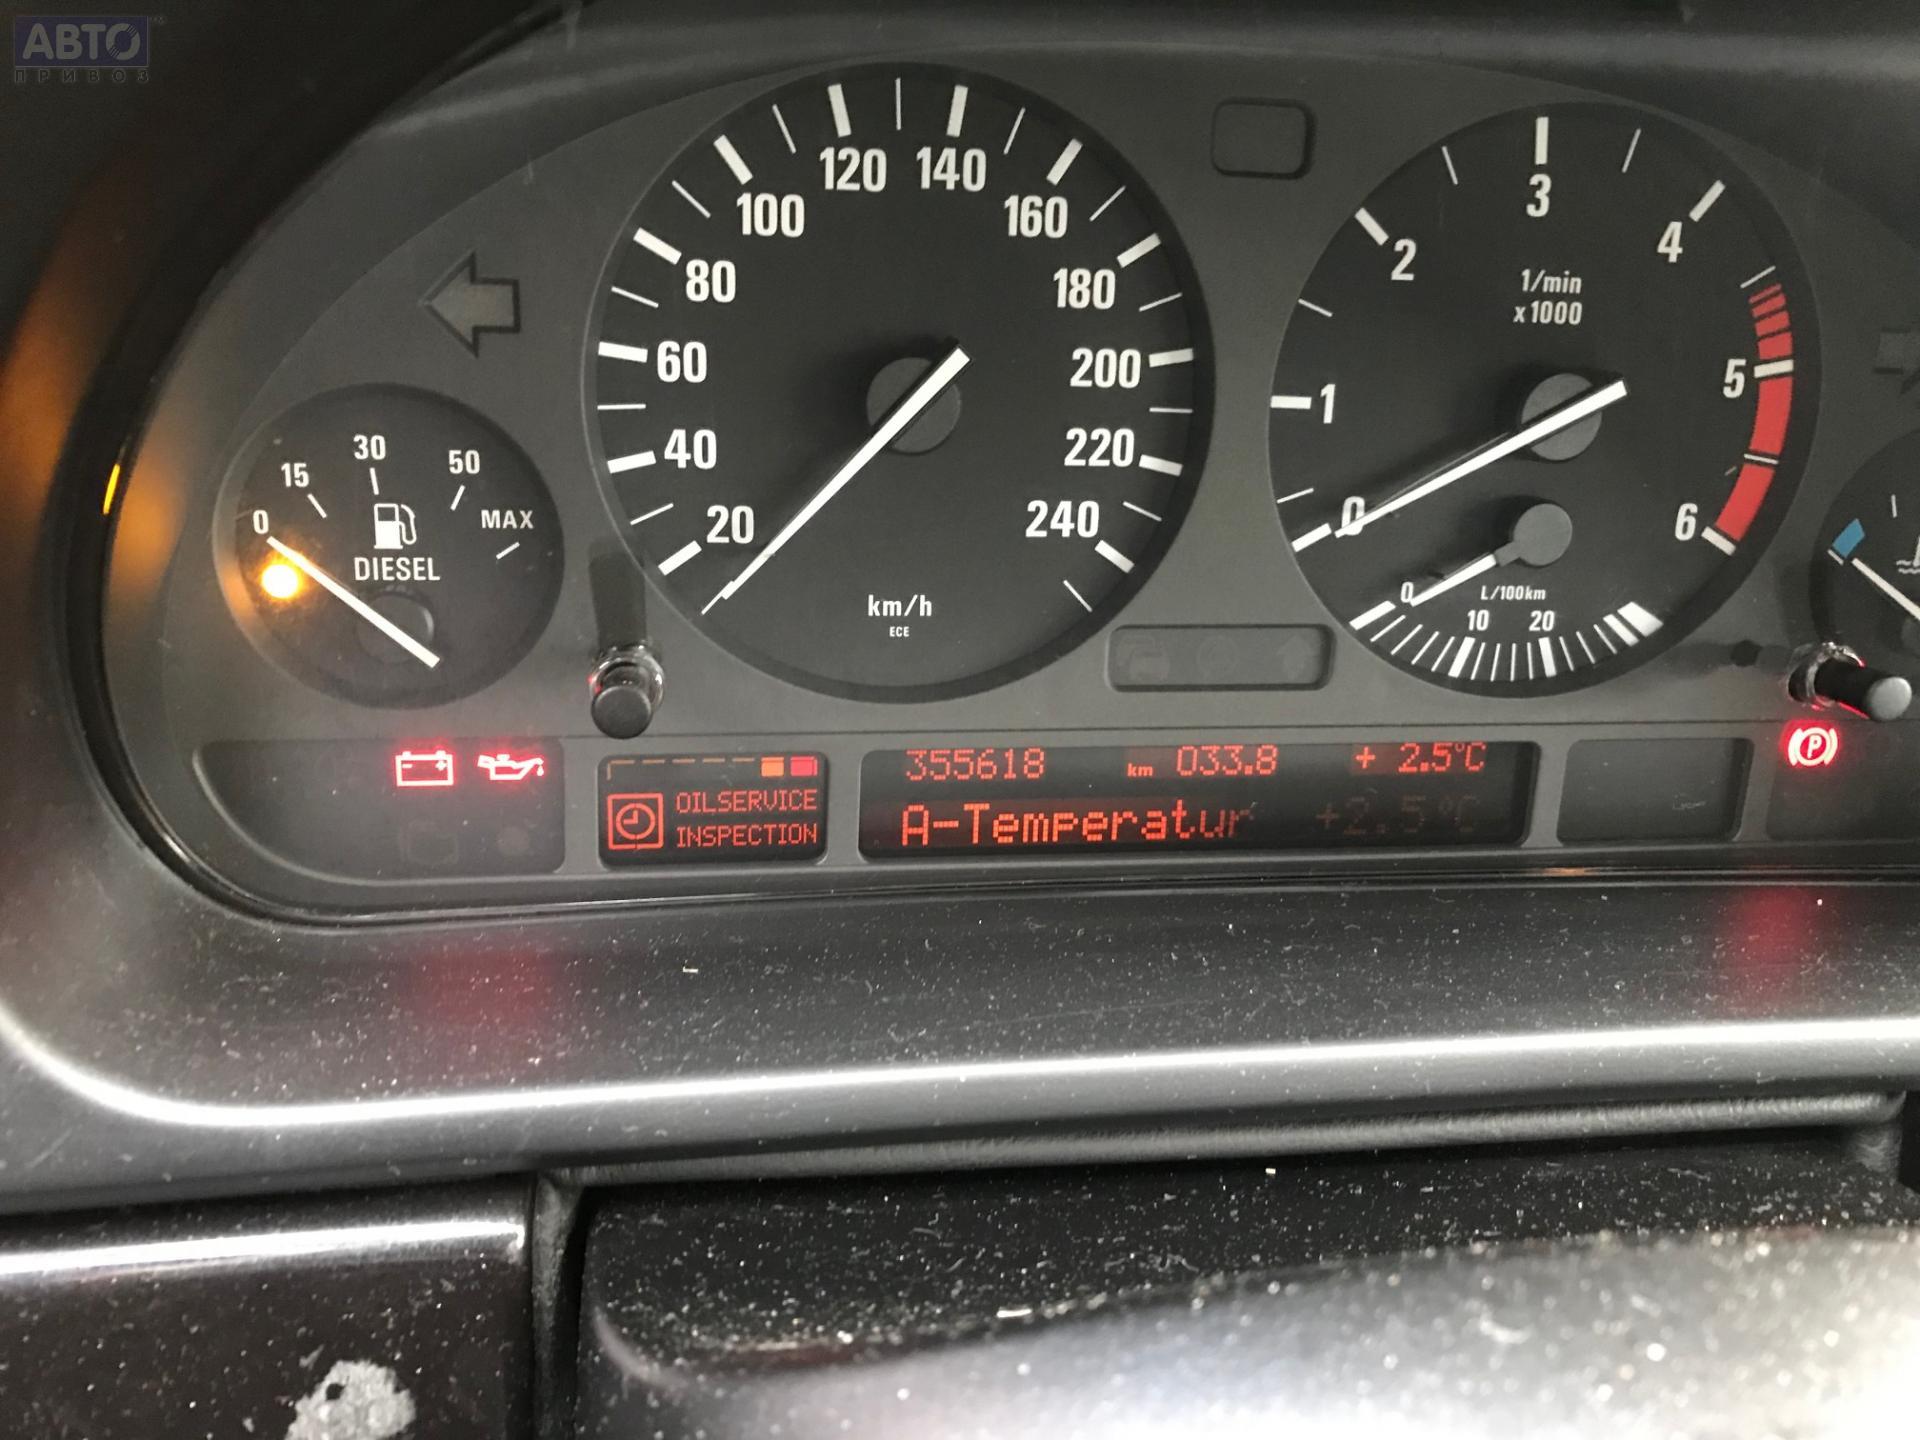 АВТО
ПРИВОЗ
0 15 30 50 MAX
DIESEL
20 40 60 80 100 120 140 160 180 200 220 240
km/h
ECE
0 1 2 3 4 5 6
1/min
x 1000
0 10 20
L/100km
OILSERVICE
INSPECTION
355618 km 033.8 + 2.5°C
A-Temperatur +2.5°C
P